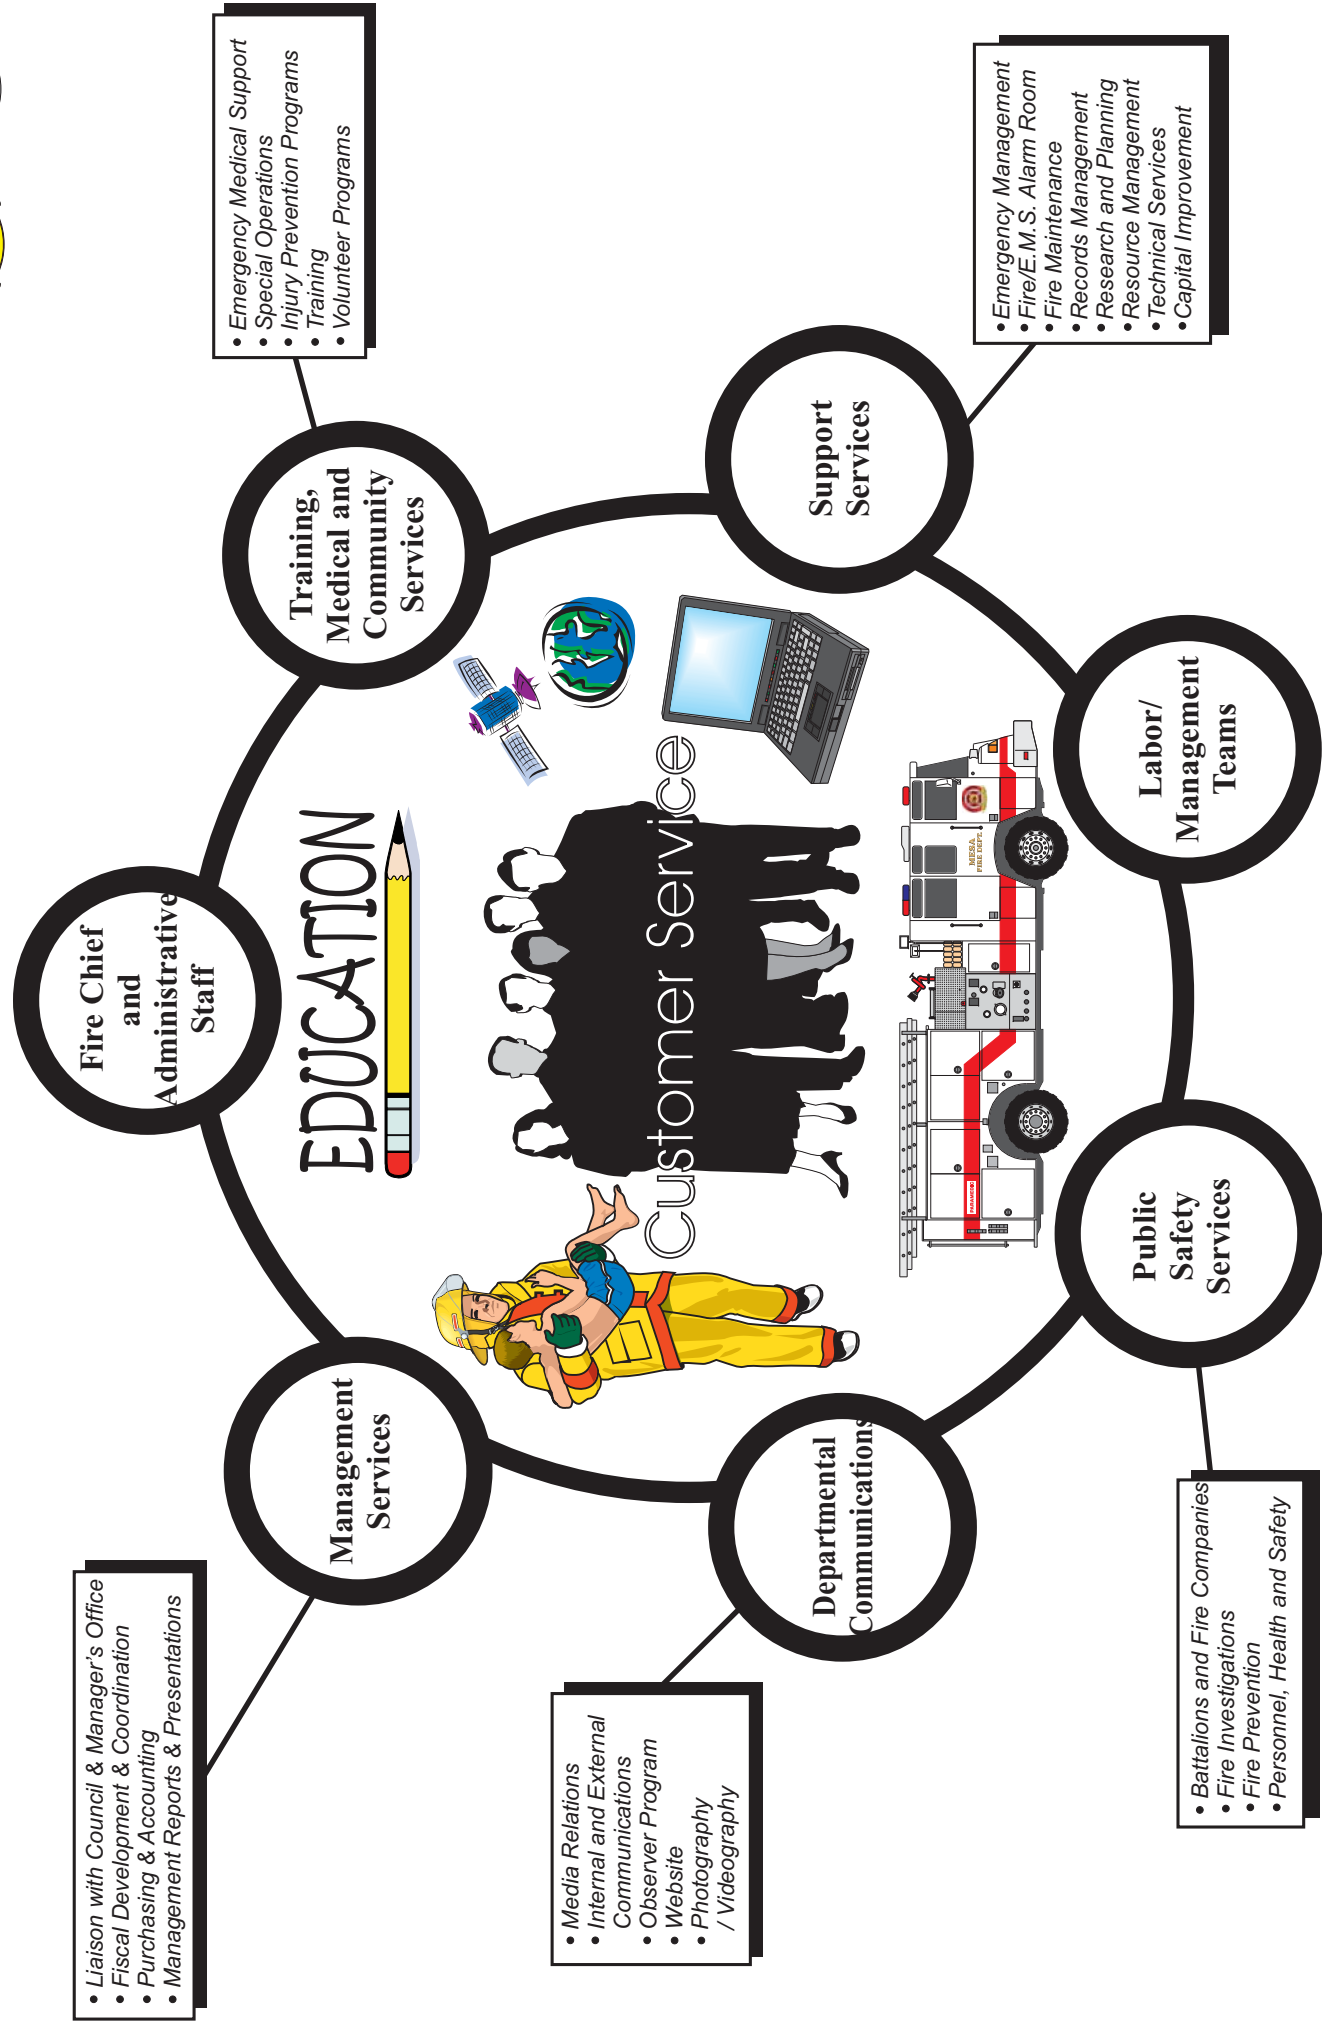 Fire Chief
and
Administrative
Staff
Training,
Medical and
Community
Services
• Emergency Medical Support
• Special Operations
• Injury Prevention Programs
• Training
• Volunteer Programs
Support
Services
• Emergency Management
• Fire/E.M.S. Alarm Room
• Fire Maintenance
• Records Management
• Research and Planning
• Resource Management
• Technical Services
• Capital Improvement
Labor/
Management
Teams
Public
Safety
Services
• Battalions and Fire Companies
• Fire Investigations
• Fire Prevention
• Personnel, Health and Safety
Departmental
Communications
• Media Relations
• Internal and External
Communications
• Observer Program
• Website
• Photography
/ Videography
Management
Services
• Liaison with Council & Manager's Office
• Fiscal Development & Coordination
• Purchasing & Accounting
• Management Reports & Presentations
EDUCATION
Customer Service
MESA
FIRE DEPT.
PARAMEDIC